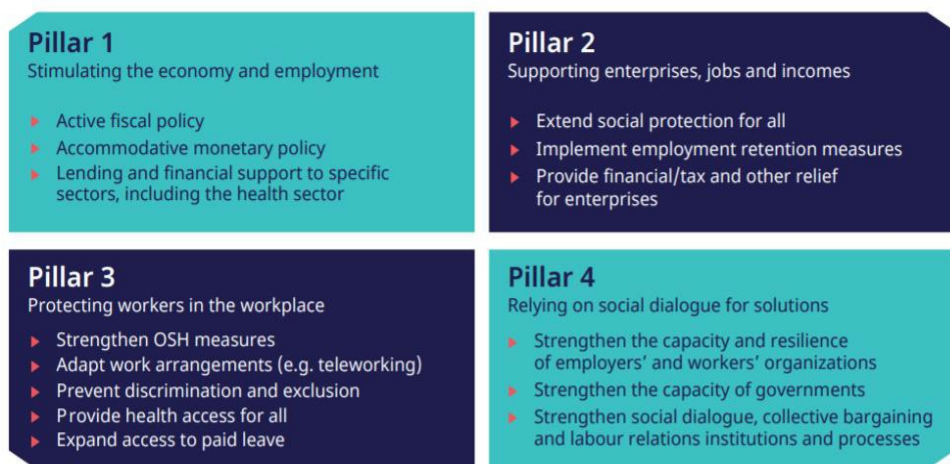 Pillar 1
Stimulating the economy and employment
Active fiscal policy
Accommodative monetary policy
Lending and financial support to specific
sectors, including the health sector
Pillar 2
Supporting enterprises, jobs and incomes
Extend social protection for all
Implement employment retention measures
Provide financial/tax and other relief
for enterprises
Pillar 3
Protecting workers in the workplace
Strengthen OSH measures
Adapt work arrangements (e.g. teleworking)
Prevent discrimination and exclusion
Provide health access for all
Expand access to paid leave
Pillar 4
Relying on social dialogue for solutions
Strengthen the capacity and resilience
of employers’ and workers’ organizations
Strengthen the capacity of governments
Strengthen social dialogue, collective bargaining
and labour relations institutions and processes